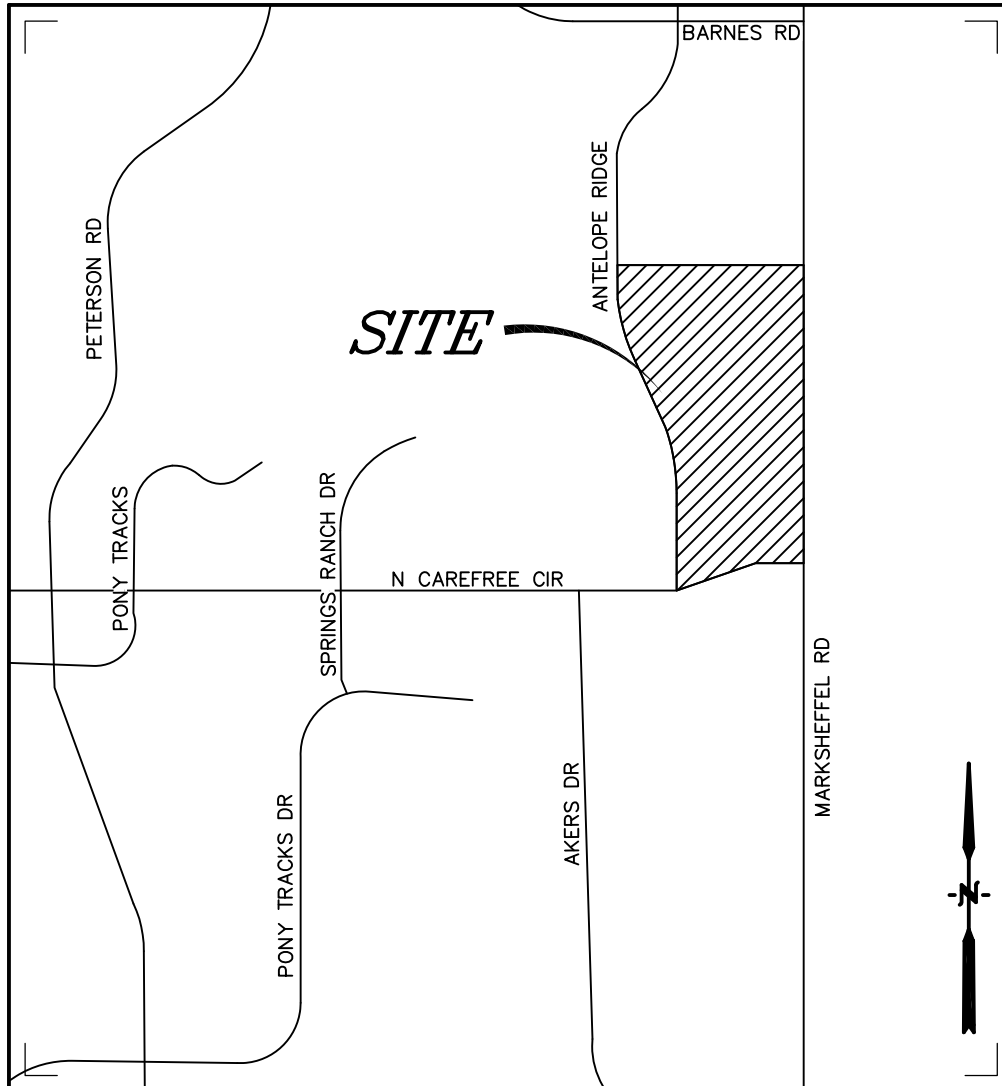 BARNES RD
ANTELOPE RIDGE
PETERSON RD
SITE
PONY TRACKS
SPRINGS RANCH DR
N CAREFREE CIR
MARKSHEFFEL RD
AKERS DR
PONY TRACKS DR
N